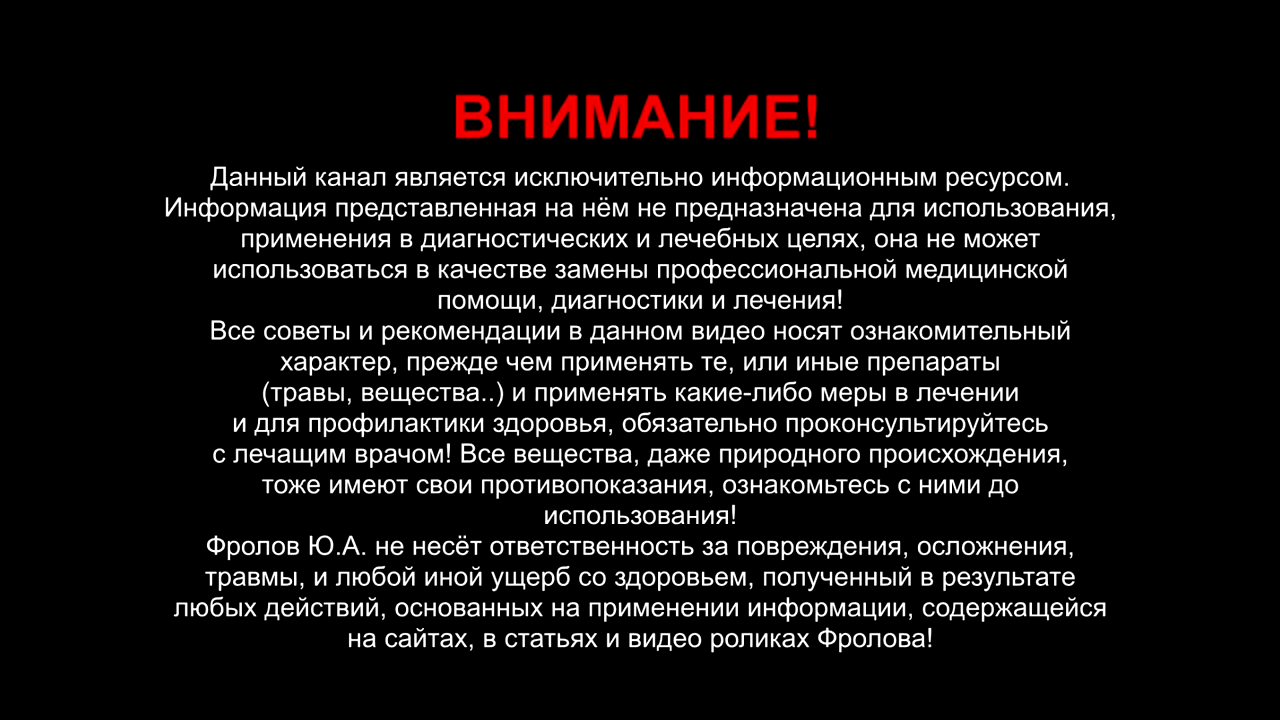 ВНИМАНИЕ!
Данный канал является исключительно информационным ресурсом.
Информация представленная на нём не предназначена для использования,
применения в диагностических и лечебных целях, она не может
использоваться в качестве замены профессиональной медицинской
помощи, диагностики и лечения!
Все советы и рекомендации в данном видео носят ознакомительный
характер, прежде чем применять те, или иные препараты
(травы, вещества..) и применять какие-либо меры в лечении
и для профилактики здоровья, обязательно проконсультируйтесь
с лечащим врачом! Все вещества, даже природного происхождения,
тоже имеют свои противопоказания, ознакомьтесь с ними до
использования!
Фролов Ю.А. не несёт ответственность за повреждения, осложнения,
травмы, и любой иной ущерб со здоровьем, полученный в результате
любых действий, основанных на применении информации, содержащейся
на сайтах, в статьях и видео роликах Фролова!